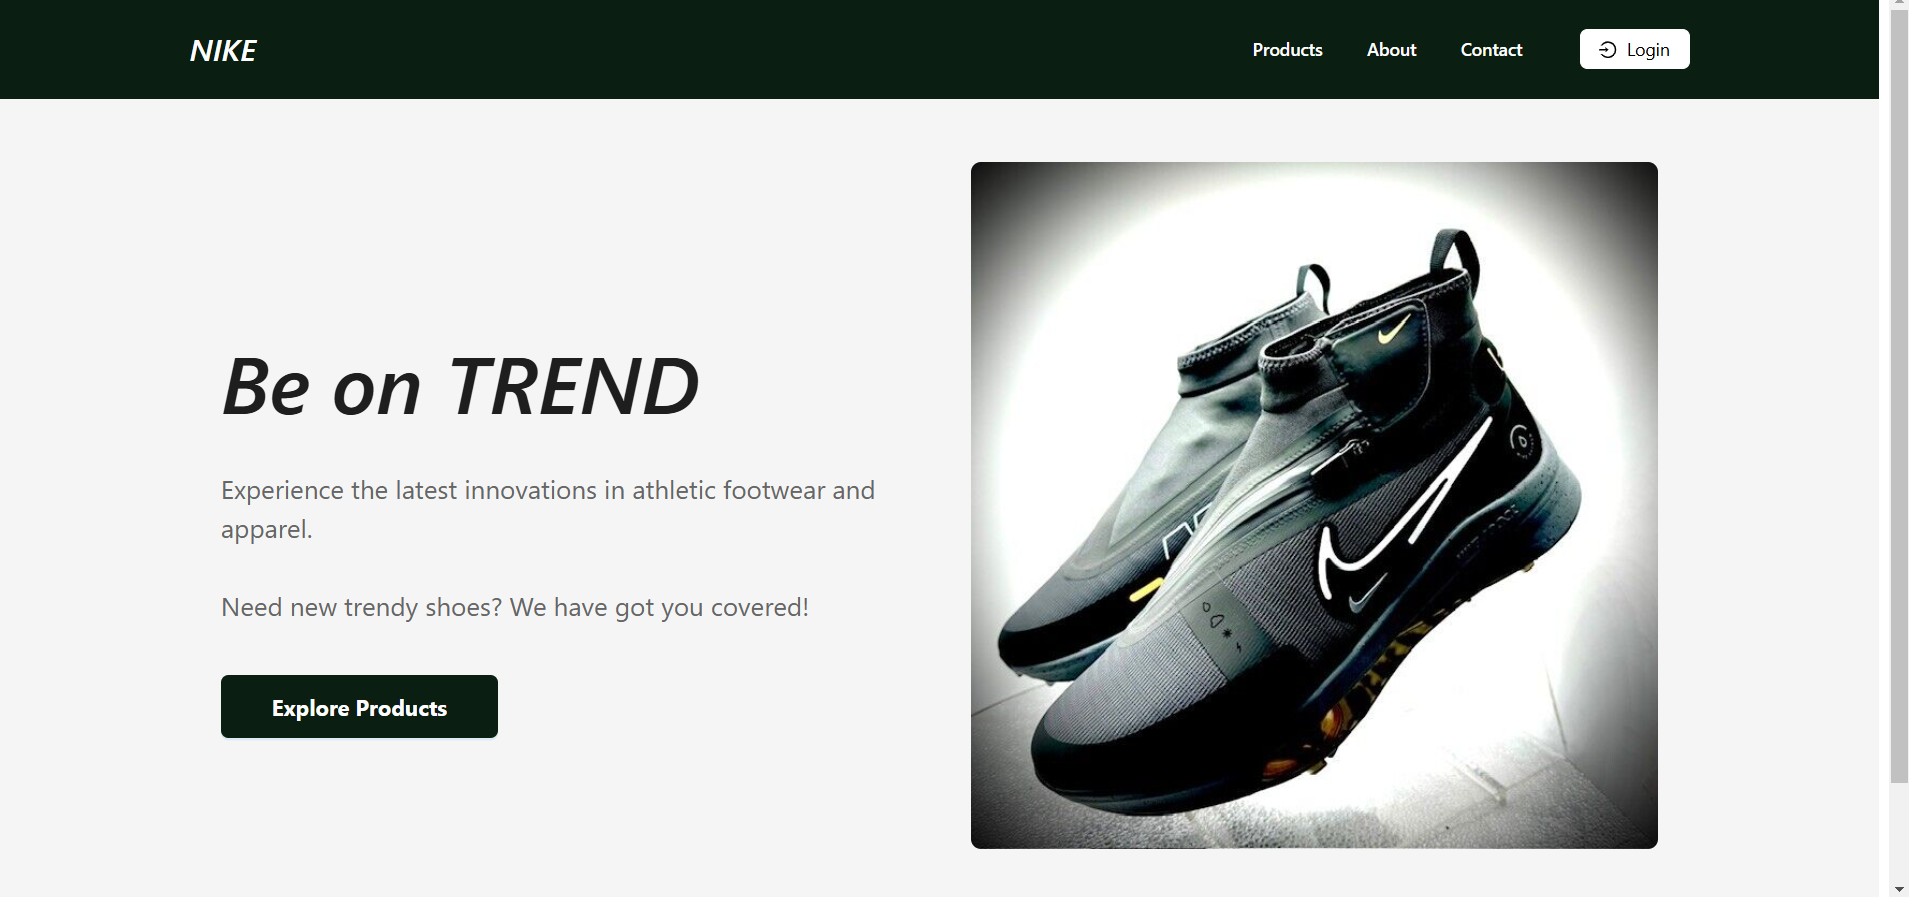 NIKE
Products
About
Contact
Login
Be on TREND
Experience the latest innovations in athletic footwear and
apparel.
Need new trendy shoes? We have got you covered!
Explore Products